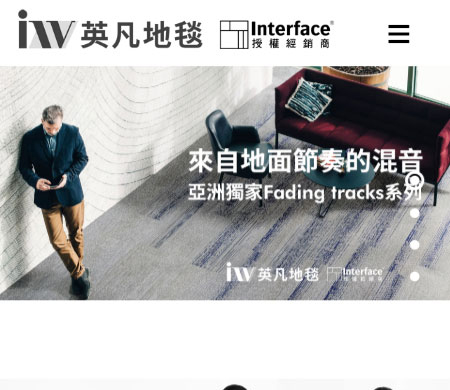 iw 英凡地毯 Interface®
授權經銷商
來自地面節奏的混音
亞洲獨家Fading tracks系列
iw 英凡地毯 Interface
授權經銷商